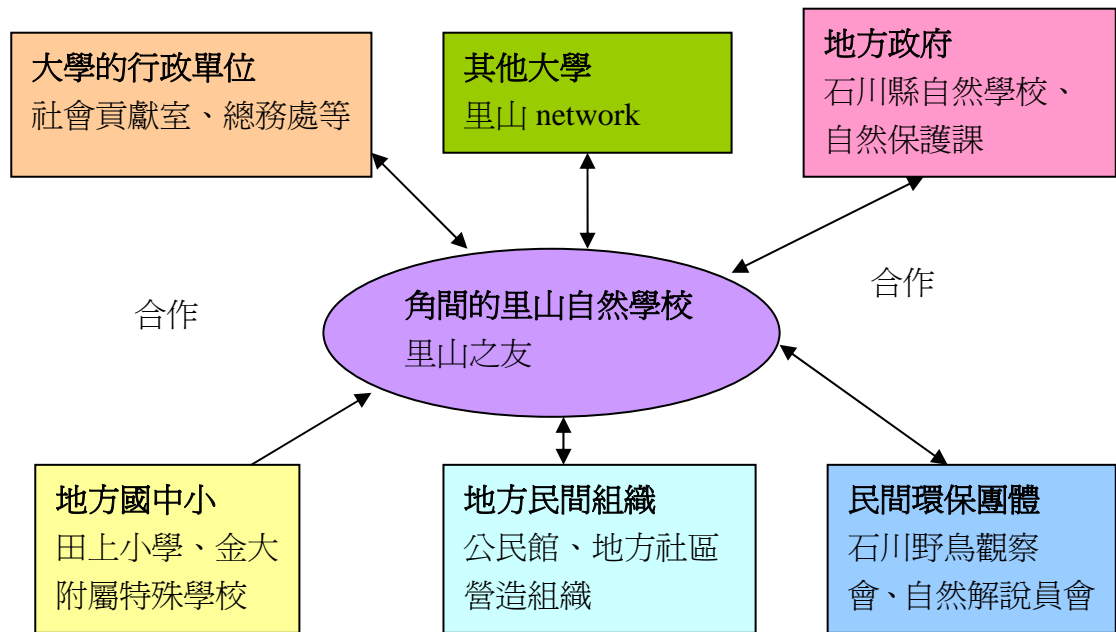 大學的行政單位
社會貢獻室、總務處等
其他大學
里山 network
地方政府
石川縣自然學校、
自然保護課
合作
合作
角間的里山自然學校
里山之友
地方國中小
田上小學、金大
附屬特殊學校
地方民間組織
公民館、地方社區
營造組織
民間環保團體
石川野鳥觀察
會、自然解說員會